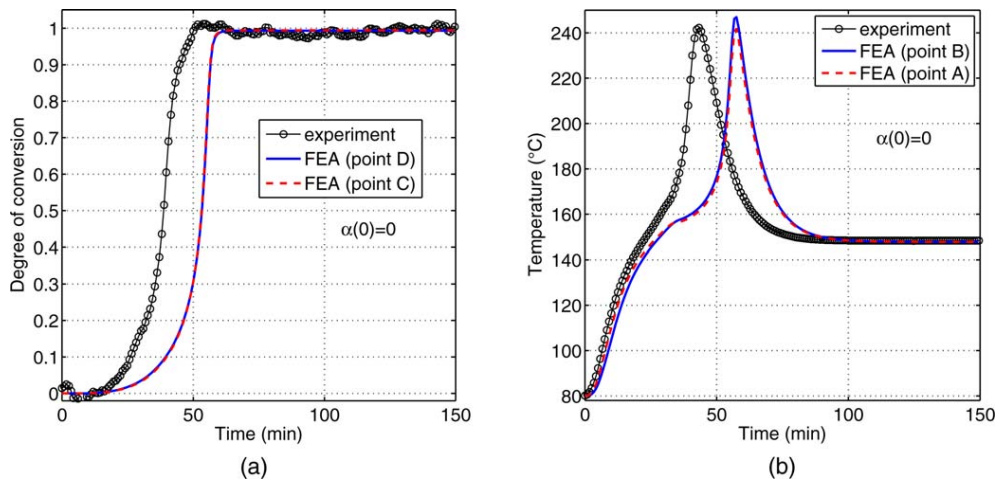 1
0.9
0.8
0.7
0.6
0.5
0.4
0.3
0.2
0.1
0
0 50 100 150
Degree of conversion
Time (min)
experiment
FEA (point D)
FEA (point C)
α(0)=0
(a)
240
220
200
180
160
140
120
100
80
0 50 100 150
Temperature (°C)
Time (min)
experiment
FEA (point B)
FEA (point A)
α(0)=0
(b)